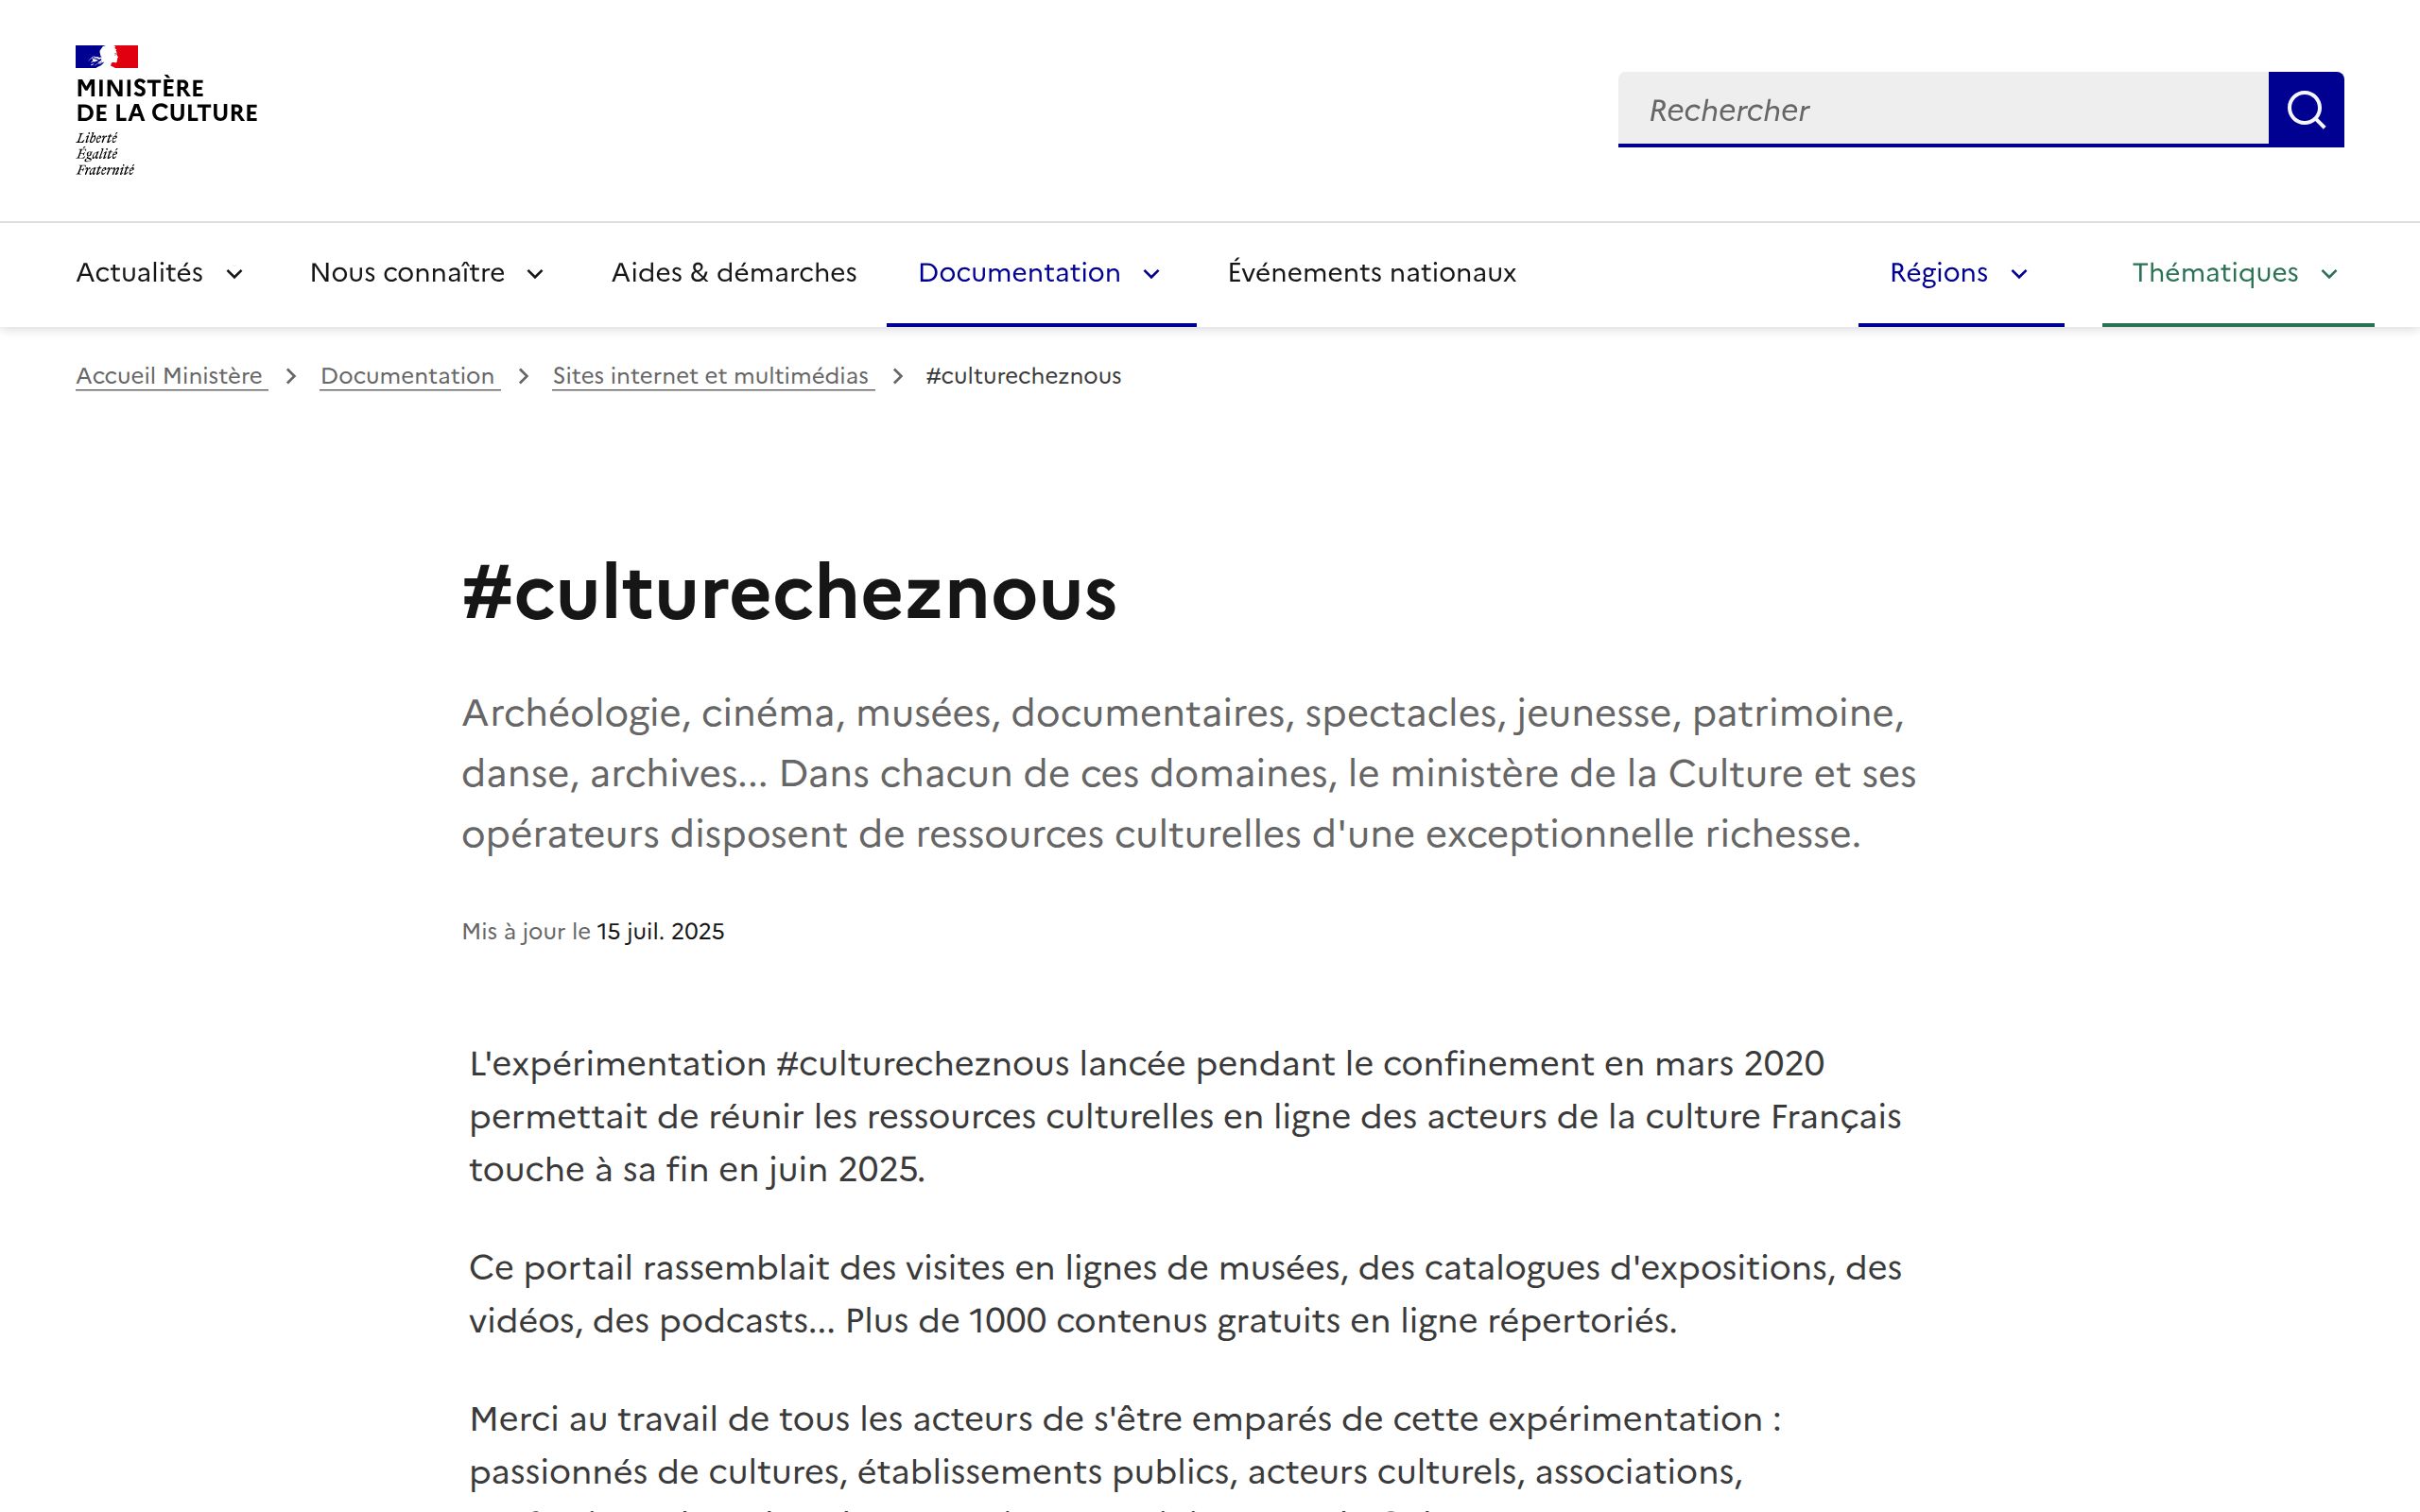 MINISTÈRE
DE LA CULTURE
Liberté
Égalité
Fraternité
Rechercher
Actualités Nous connaître Aides & démarches Documentation Événements nationaux Régions Thématiques
Accueil Ministère Documentation Sites internet et multimédias #culturecheznous
#culturecheznous
Archéologie, cinéma, musées, documentaires, spectacles, jeunesse, patrimoine,
danse, archives... Dans chacun de ces domaines, le ministère de la Culture et ses
opérateurs disposent de ressources culturelles d'une exceptionnelle richesse.
Mis à jour le 15 juil. 2025
L'expérimentation #culturecheznous lancée pendant le confinement en mars 2020
permettait de réunir les ressources culturelles en ligne des acteurs de la culture Français
touche à sa fin en juin 2025.
Ce portail rassemblait des visites en lignes de musées, des catalogues d'expositions, des
vidéos, des podcasts... Plus de 1000 contenus gratuits en ligne répertoriés.
Merci au travail de tous les acteurs de s'être emparés de cette expérimentation :
passionnés de cultures, établissements publics, acteurs culturels, associations,